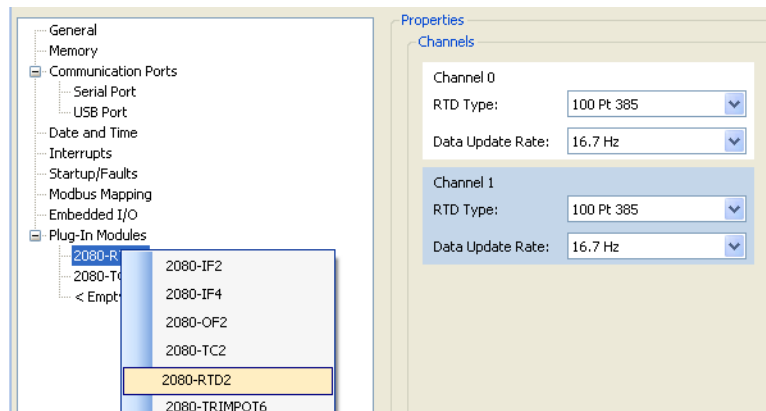 General
Memory
Communication Ports
Serial Port
USB Port
Date and Time
Interrupts
Startup/Faults
Modbus Mapping
Embedded I/O
Plug-In Modules
2080-R
2080-T
< Empt
2080-IF2
2080-IF4
2080-OF2
2080-TC2
2080-RTD2
2080-TRIMPOT6
Properties
Channels
Channel 0
RTD Type: 100 Pt 385
Data Update Rate: 16.7 Hz
Channel 1
RTD Type: 100 Pt 385
Data Update Rate: 16.7 Hz